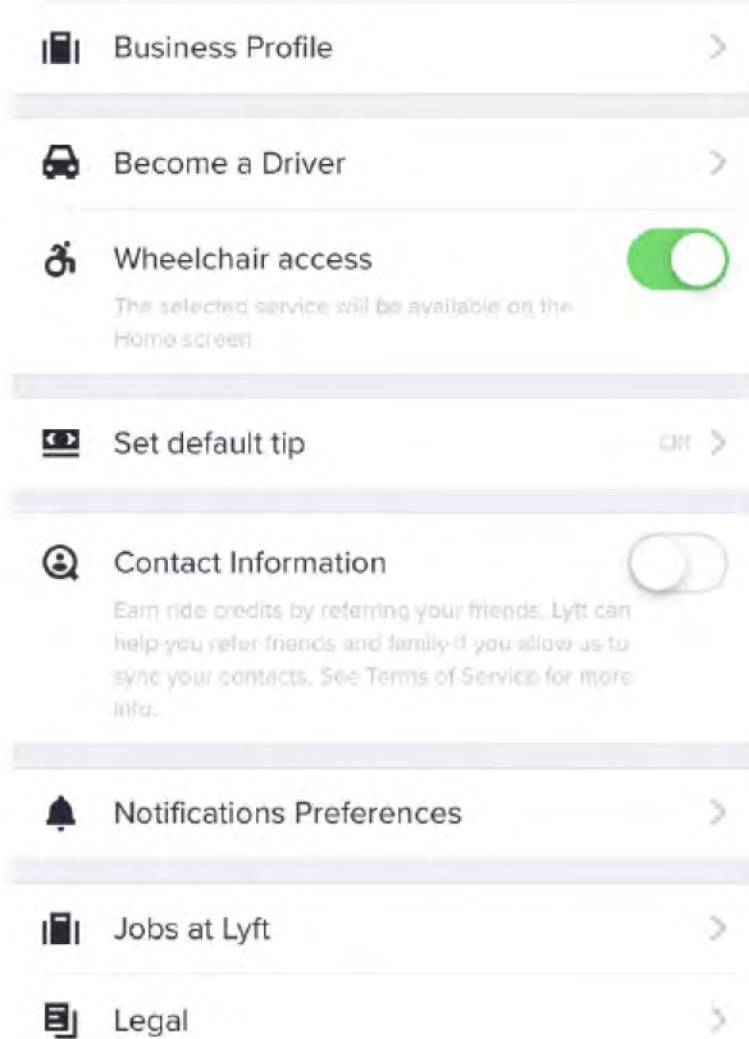 Business Profile
Become a Driver
Wheelchair access
The selected service will be available on the
Home screen
Set default tip
Contact Information
Earn ride credits by referring your friends. Lyft can
help you refer friends and family if you allow us to
sync your contacts. See Terms of Service for more
info.
Notifications Preferences
Jobs at Lyft
Legal